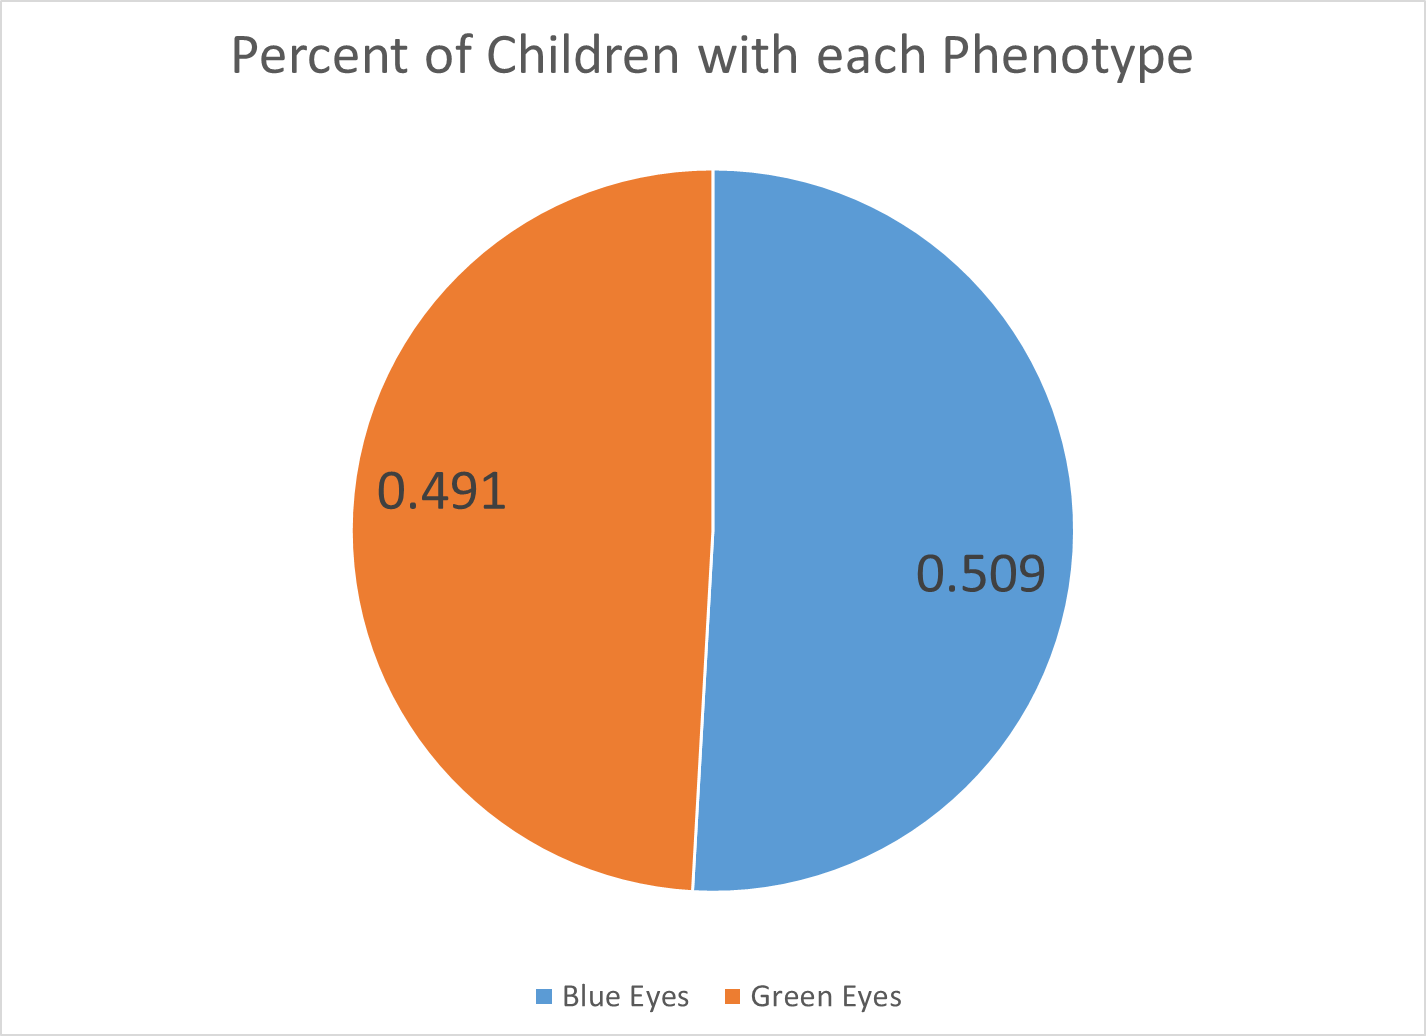 Percent of Children with each Phenotype
0.491
0.509
Blue Eyes
Green Eyes